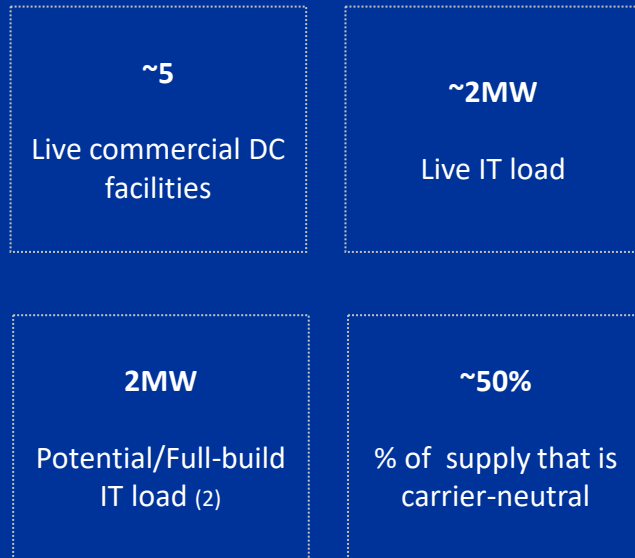 ~5
Live commercial DC
facilities
~2MW
Live IT load
2MW
Potential/Full-build
IT load (2)
~50%
% of supply that is
carrier-neutral